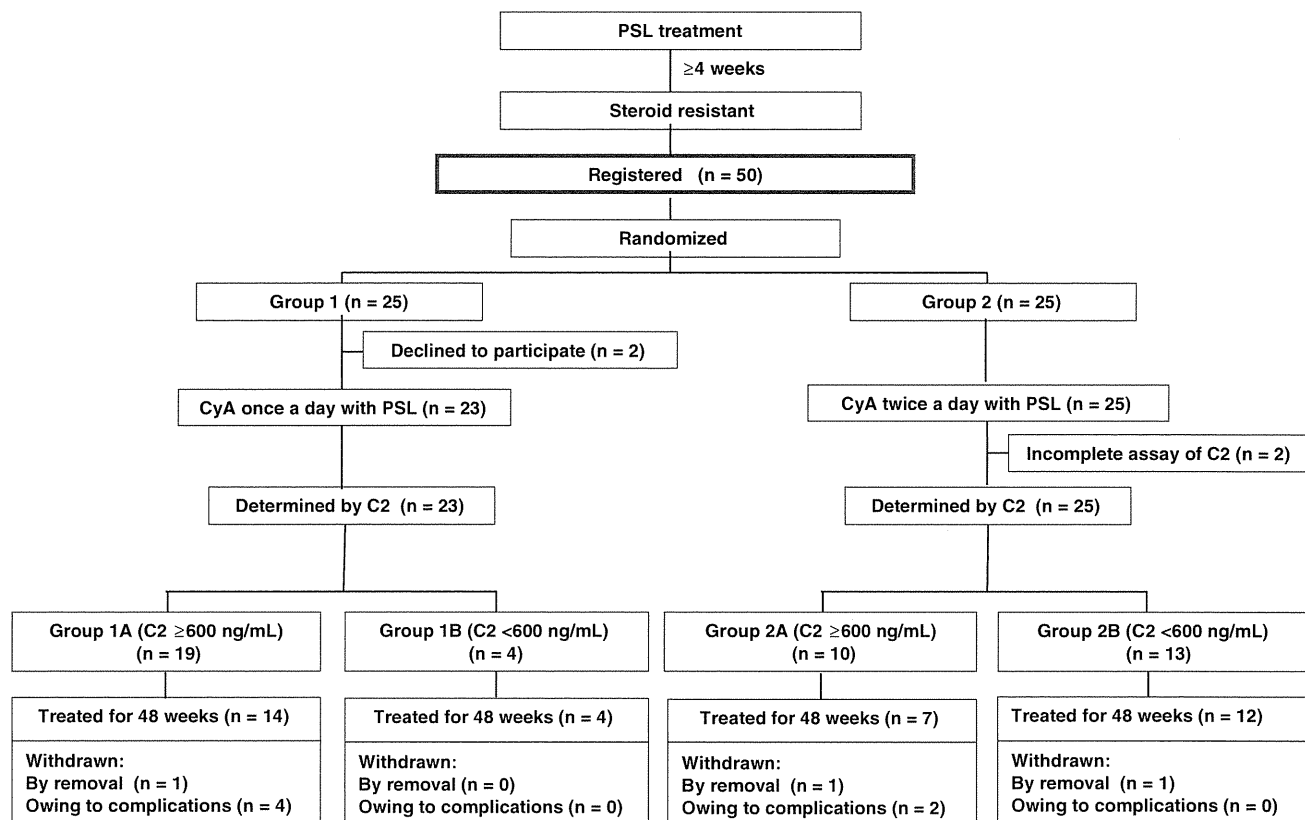 PSL treatment
≥4 weeks
Steroid resistant
Registered (n = 50)
Randomized
Group 1 (n = 25)
Group 2 (n = 25)
Declined to participate (n = 2)
CyA once a day with PSL (n = 23)
CyA twice a day with PSL (n = 25)
Incomplete assay of C2 (n = 2)
Determined by C2 (n = 23)
Determined by C2 (n = 25)
Group 1A (C2 ≥600 ng/mL)
(n = 19)
Group 1B (C2 <600 ng/mL)
(n = 4)
Group 2A (C2 ≥600 ng/mL)
(n = 10)
Group 2B (C2 <600 ng/mL)
(n = 13)
Treated for 48 weeks (n = 14)
Withdrawn:
By removal (n = 1)
Owing to complications (n = 4)
Treated for 48 weeks (n = 4)
Withdrawn:
By removal (n = 0)
Owing to complications (n = 0)
Treated for 48 weeks (n = 7)
Withdrawn:
By removal (n = 1)
Owing to complications (n = 2)
Treated for 48 weeks (n = 12)
Withdrawn:
By removal (n = 1)
Owing to complications (n = 0)